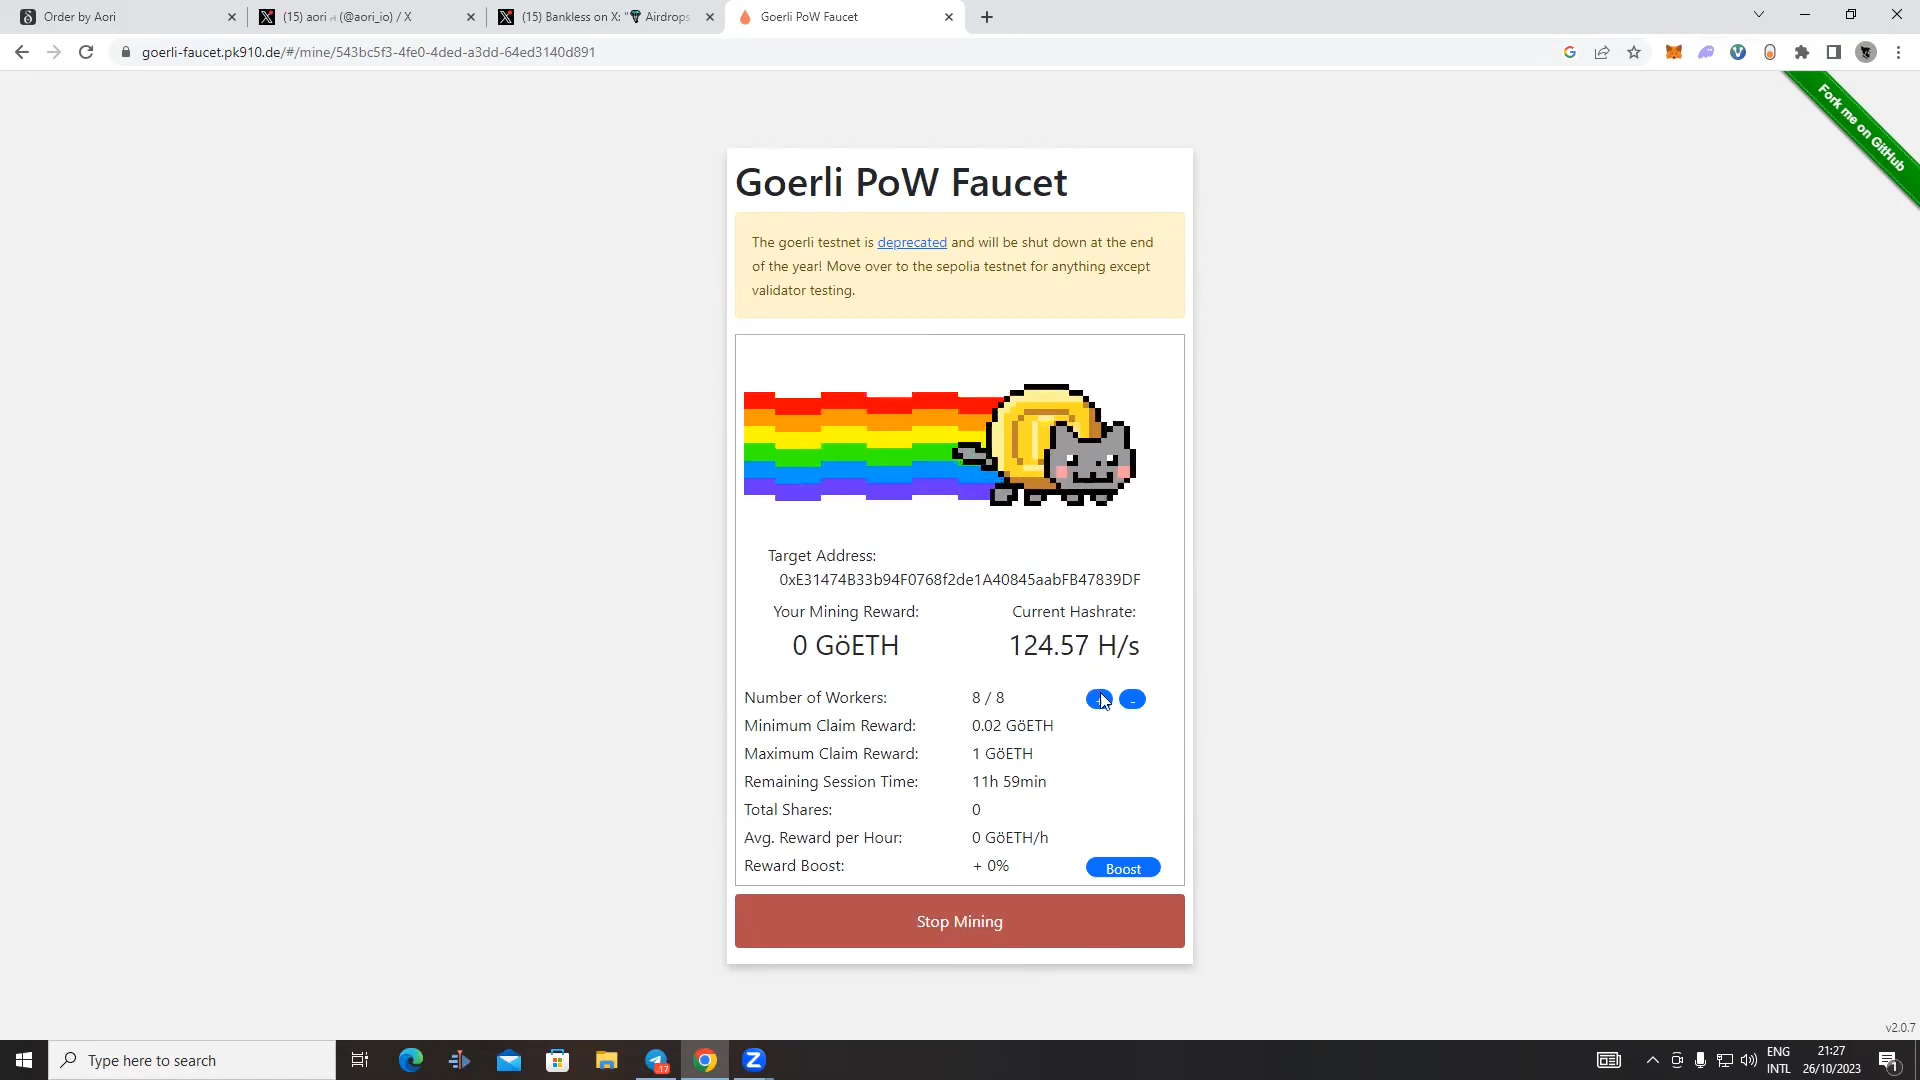 Order by Aori
(15) aori (@aori_io) / X
(15) Bankless on X: "🪂 Airdrops
Goerli PoW Faucet
goerli-faucet.pk910.de/#/mine/543bc5f3-4fe0-4ded-a3dd-64ed3140d891
Fork me on GitHub
Goerli PoW Faucet
The goerli testnet is deprecated and will be shut down at the end
of the year! Move over to the sepolia testnet for anything except
validator testing.
Target Address:
0xE31474B33b94F0768f2de1A40845aabFB47839DF
Your Mining Reward:
Current Hashrate:
0 GöETH
124.57 H/s
Number of Workers: 8 / 8 -
Minimum Claim Reward: 0.02 GöETH
Maximum Claim Reward: 1 GöETH
Remaining Session Time: 11h 59min
Total Shares: 0
Avg. Reward per Hour: 0 GöETH/h
Reward Boost: + 0% Boost
Stop Mining
v2.0.7
Type here to search
17
ENG
INTL
21:27
26/10/2023
1